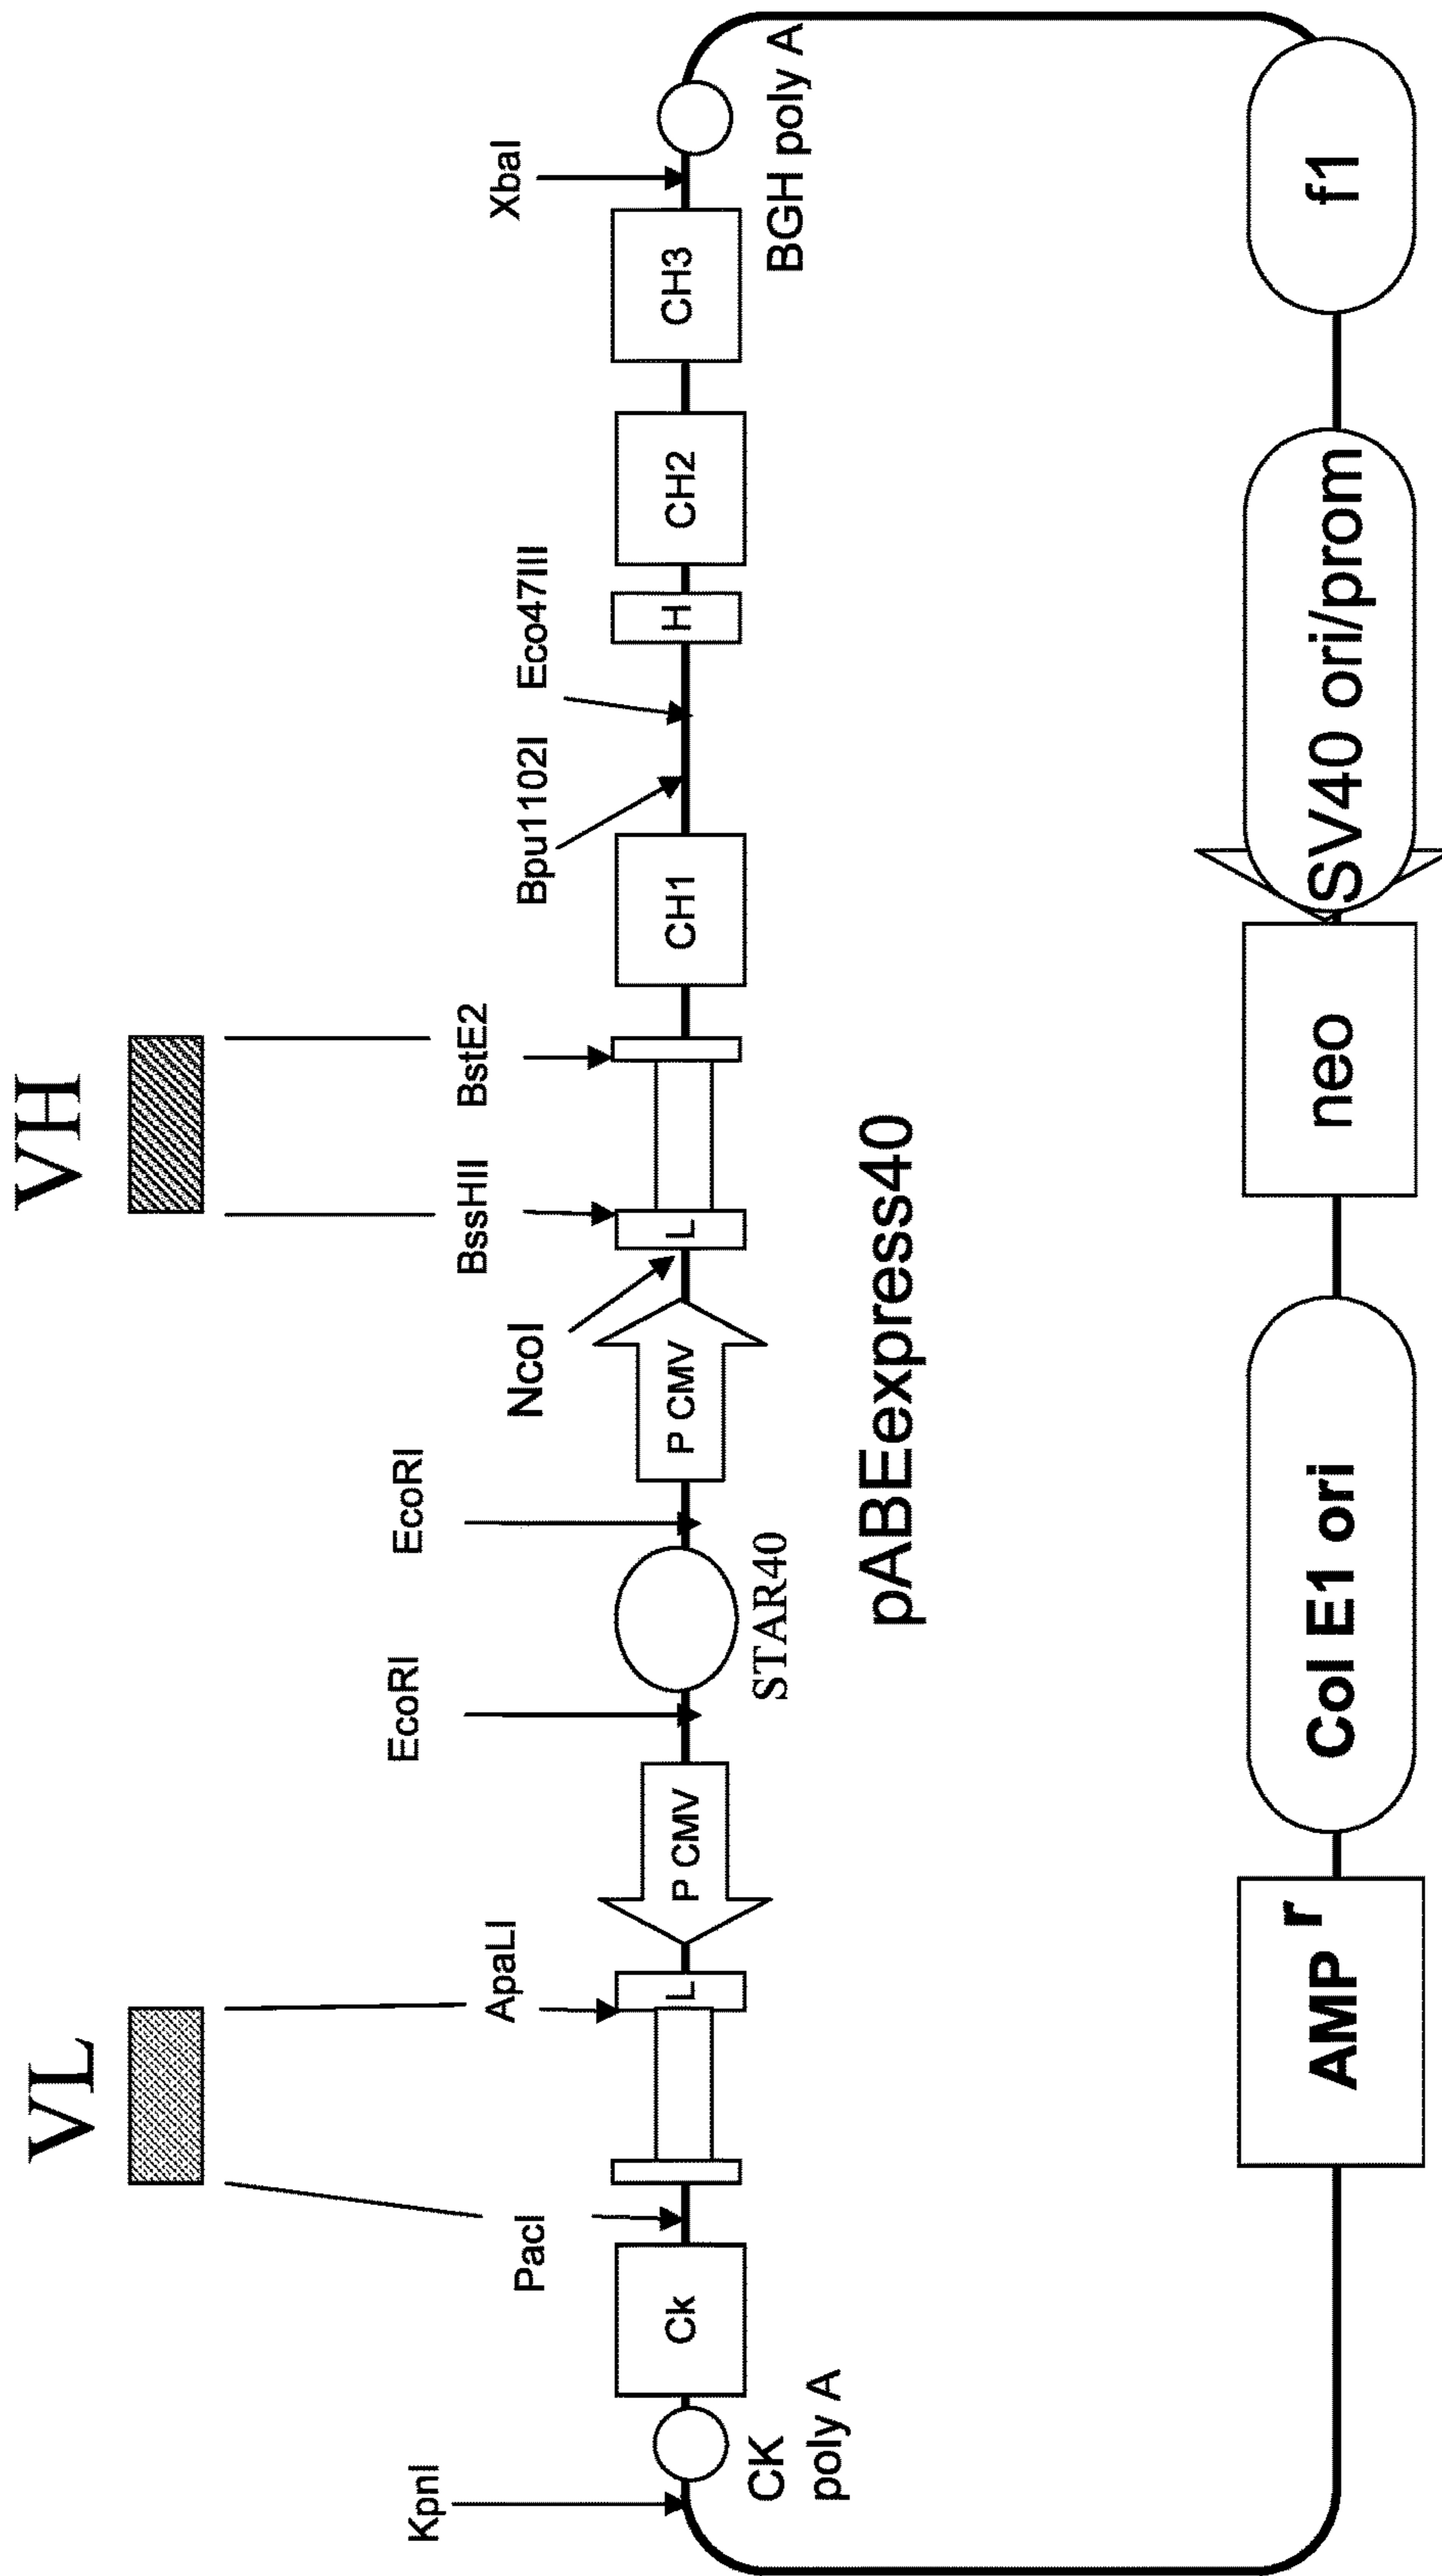 VL
VH
KpnI
PacI
ApaLI
EcoRI
EcoRI
NcoI
BssHII
BstE2
Bpu1102I
Eco47III
XbaI
Ck
L
P CMV
P CMV
L
CH1
H
CH2
CH3
CK
poly A
STAR40
BGH poly A
pABExpress40
AMP r
Col E1 ori
neo
SV40 ori/prom
f1